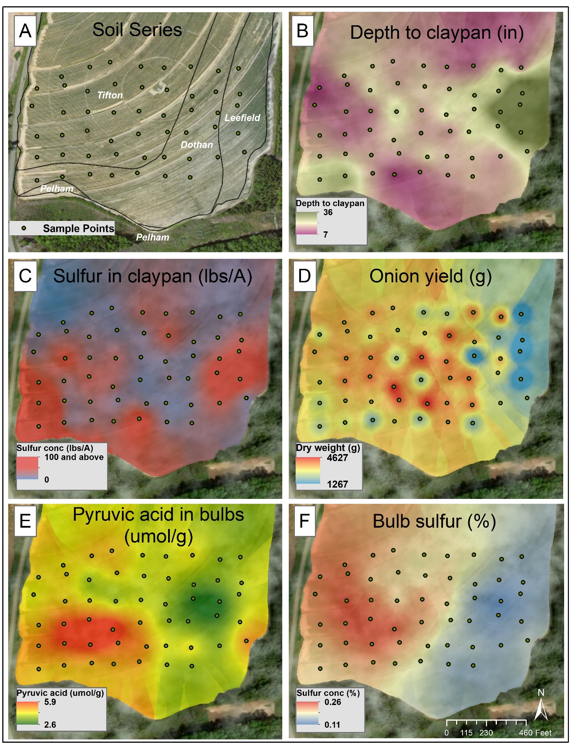 A
Soil Series
Tifton
Leefield
Dothan
Pelham
Pelham
Sample Points
B
Depth to claypan (in)
Depth to claypan
36
7
C
Sulfur in claypan (lbs/A)
Sulfur conc (lbs/A)
100 and above
0
D
Onion yield (g)
Dry weight (g)
4627
1267
E
Pyruvic acid in bulbs
(umol/g)
Pyruvic acid (umol/g)
5.9
2.6
F
Bulb sulfur (%)
Sulfur conc (%)
0.26
0.11
N
0 115 230 460 Feet